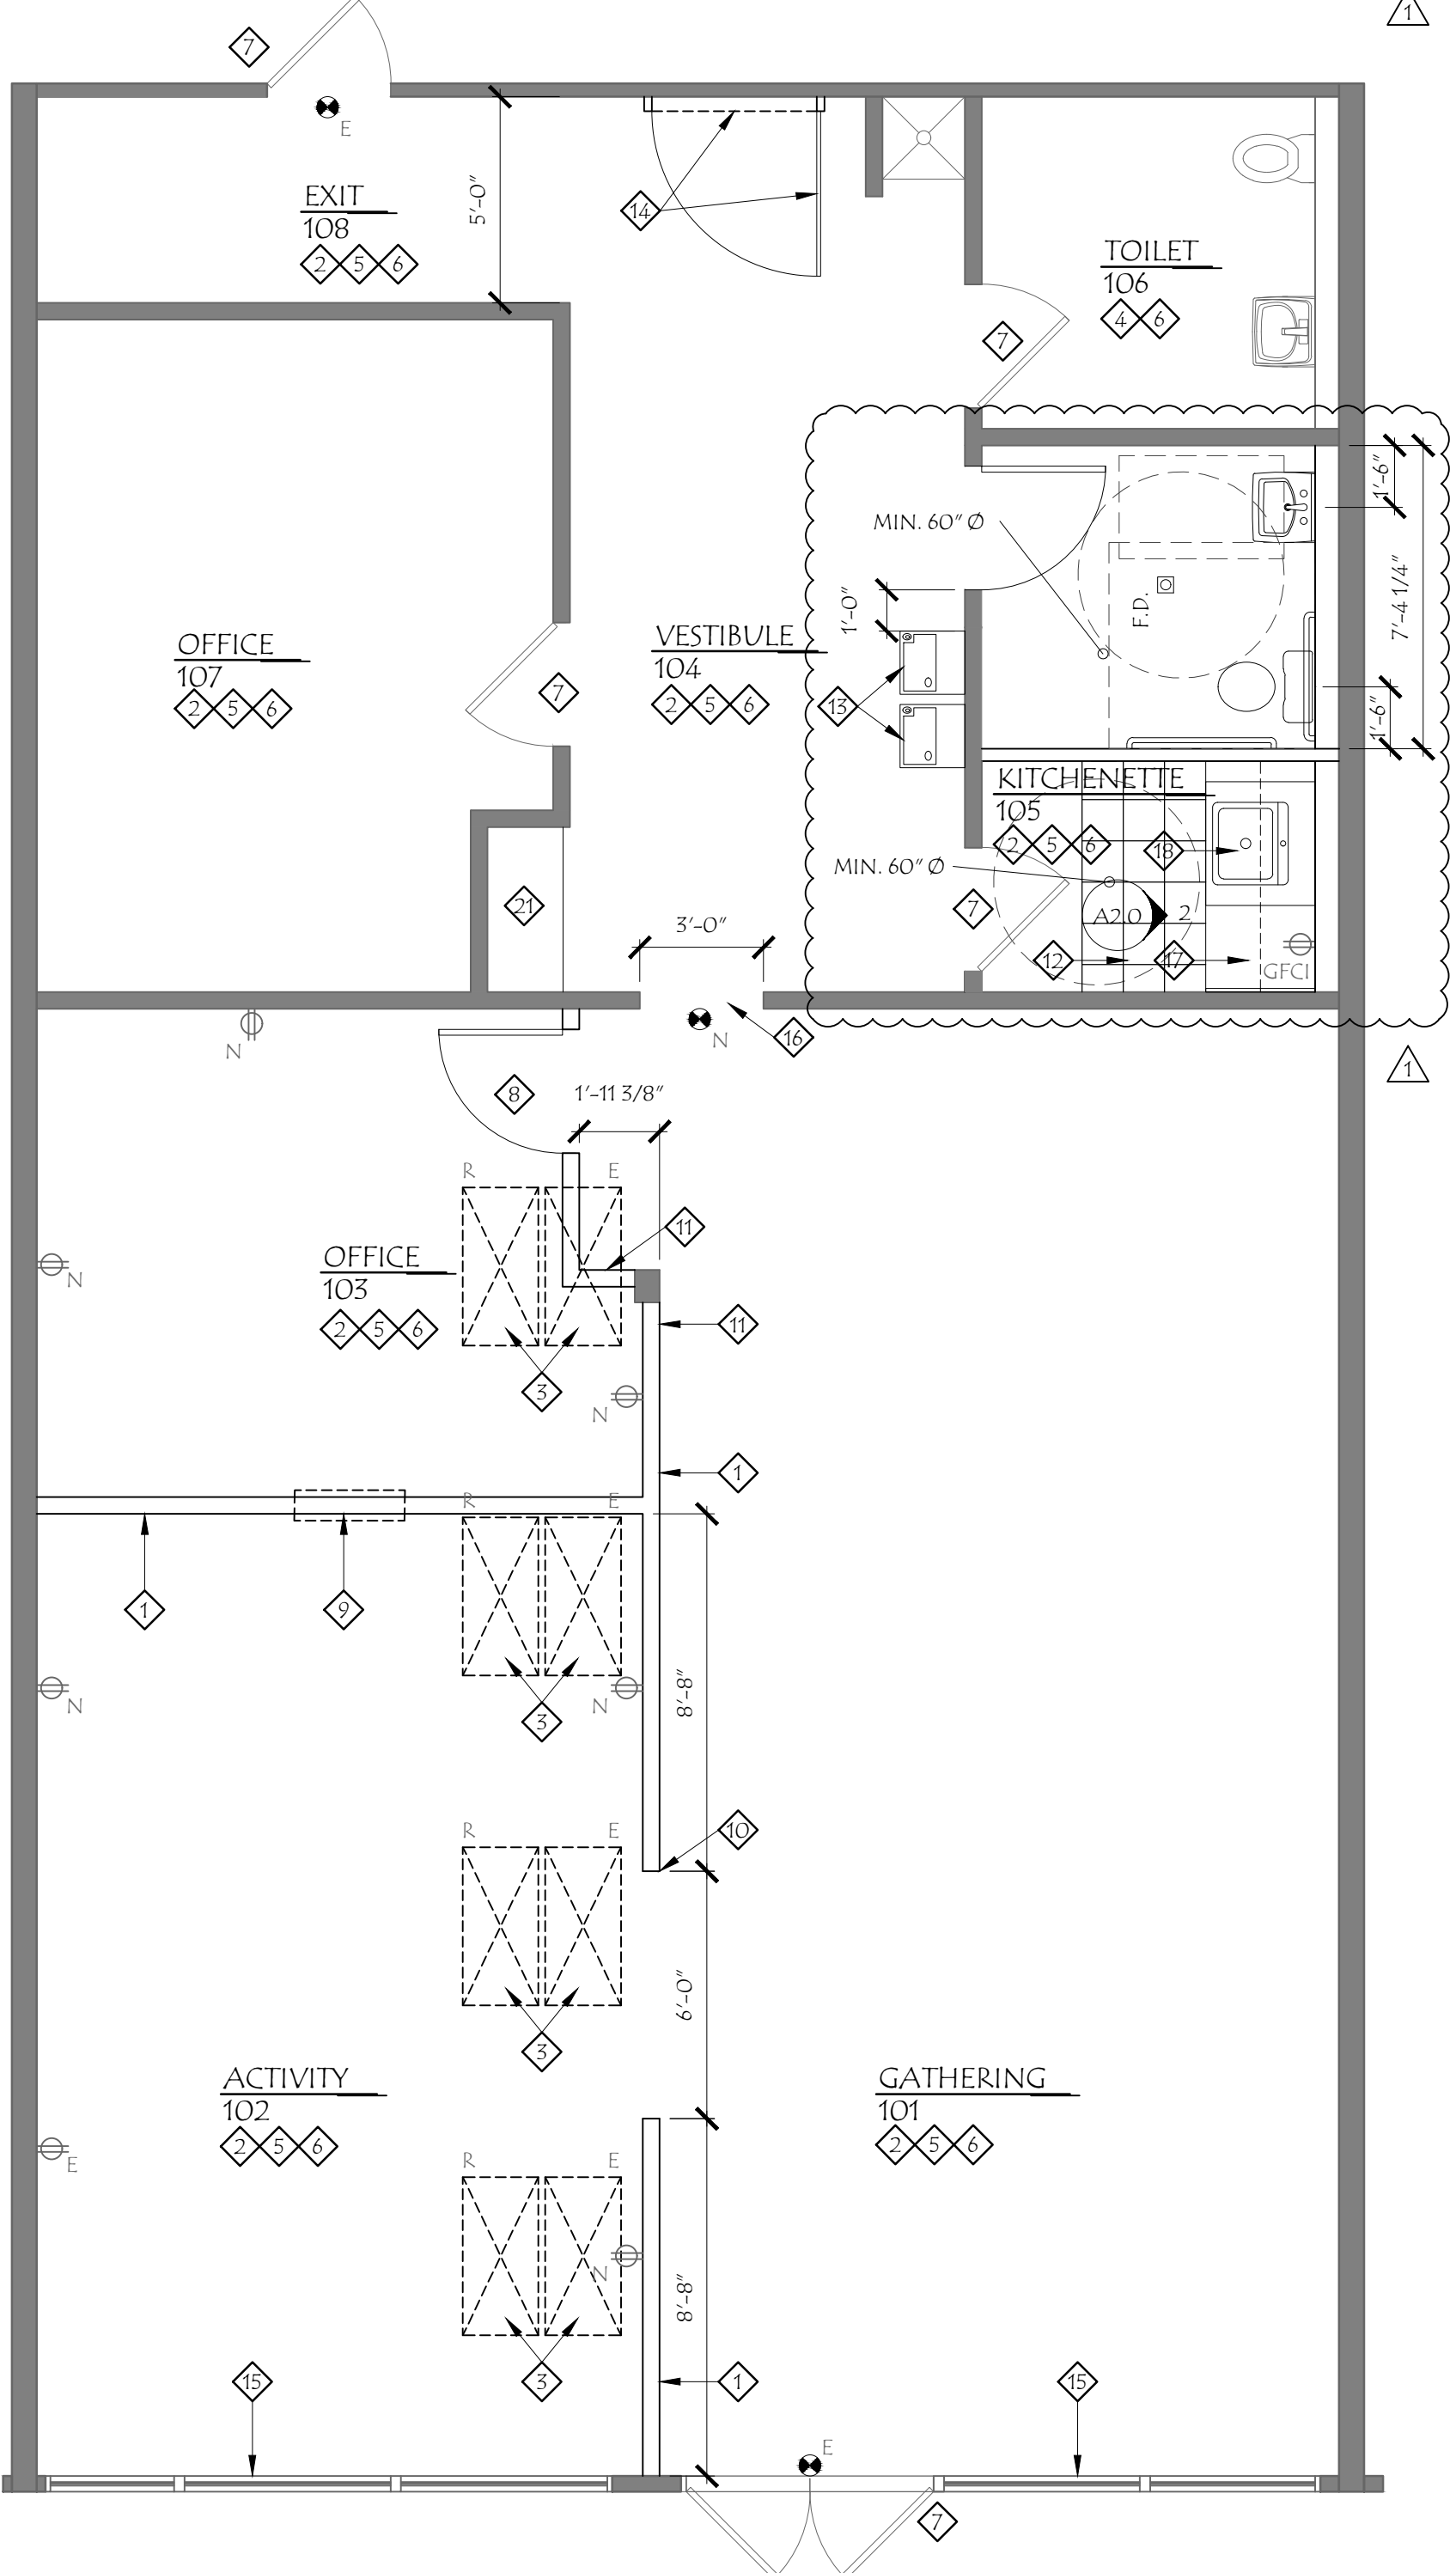 1
7
E
EXIT
108
2 5 6
5'-0"
14
TOILET
106
4 6
7
1'-6"
MIN. 60" Ø
F.D.
7'-4 1/4"
1'-0"
OFFICE
107
2 5 6
7
VESTIBULE
104
2 5 6
13
1'-6"
KITCHENETTE
105
2 5 6
18
MIN. 60" Ø
21
7
A2.0 2
3'-0"
12
17
GFCI
N
N
16
8
1'-11 3/8"
1
R E
11
OFFICE
103
2 5 6
N
11
3
N
1
R E
1
9
8'-8"
N
N
3
R E
10
6'-0"
3
ACTIVITY
102
2 5 6
GATHERING
101
2 5 6
E
R E
N
8'-8"
15
3
1
15
E
7